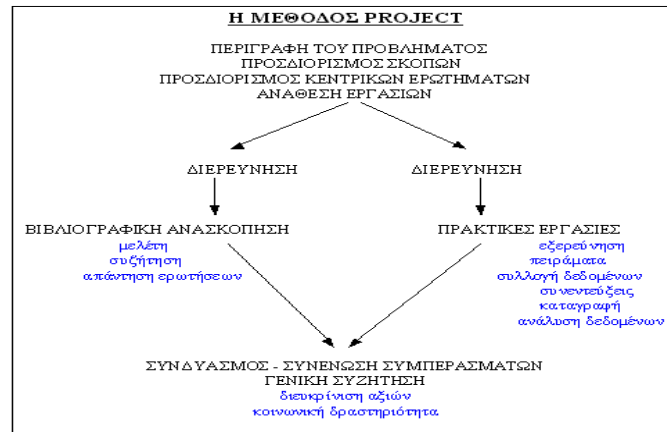 Η ΜΕΘΟΔΟΣ PROJECT
ΠΕΡΙΓΡΑΦΗ ΤΟΥ ΠΡΟΒΛΗΜΑΤΟΣ
ΠΡΟΣΔΙΟΡΙΣΜΟΣ ΣΚΟΠΩΝ
ΠΡΟΣΔΙΟΡΙΣΜΟΣ ΚΕΝΤΡΙΚΩΝ ΕΡΩΤΗΜΑΤΩΝ
ΑΝΑΘΕΣΗ ΕΡΓΑΣΙΩΝ
ΔΙΕΡΕΥΝΗΣΗ
ΔΙΕΡΕΥΝΗΣΗ
ΒΙΒΛΙΟΓΡΑΦΙΚΗ ΑΝΑΣΚΟΠΗΣΗ
μελέτη
συζήτηση
απάντηση ερωτήσεων
ΠΡΑΚΤΙΚΕΣ ΕΡΓΑΣΙΕΣ
εξερεύνηση
πειράματα
συλλογή δεδομένων
συνεντεύξεις
καταγραφή
ανάλυση δεδομένων
ΣΥΝΔΥΑΣΜΟΣ - ΣΥΝΕΝΩΣΗ ΣΥΜΠΕΡΑΣΜΑΤΩΝ
ΓΕΝΙΚΗ ΣΥΖΗΤΗΣΗ
διευκρίνιση αξιών
κοινωνική δραστηριότητα